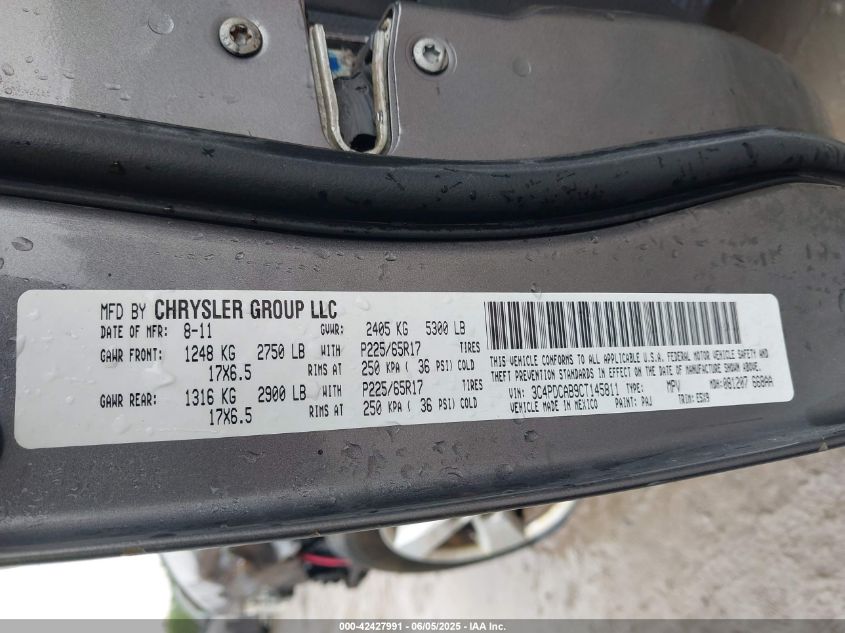 MFD BY CHRYSLER GROUP LLC
DATE OF MFR: 8-11 GVWR: 2405 KG 5300 LB
GAWR FRONT: 1248 KG 2750 LB WITH P225/65R17 TIRES
17X6.5 RIMS AT 250 KPA ( 36 PSI) COLD
GAWR REAR: 1316 KG 2900 LB WITH P225/65R17 TIRES
17X6.5 RIMS AT 250 KPA ( 36 PSI) COLD
THIS VEHICLE CONFORMS TO ALL APPLICABLE U.S.A. FEDERAL MOTOR VEHICLE SAFETY AND
THEFT PREVENTION STANDARDS IN EFFECT ON THE DATE OF MANUFACTURE SHOWN ABOVE.
VIN: 3C4PDCAB9CT145811 TYPE: MPV MDH: 081207 668AA
VEHICLE MADE IN MEXICO PAINT: PAJ TRIM: E5X9
000-42427991 - 06/05/2025 - IAA Inc.